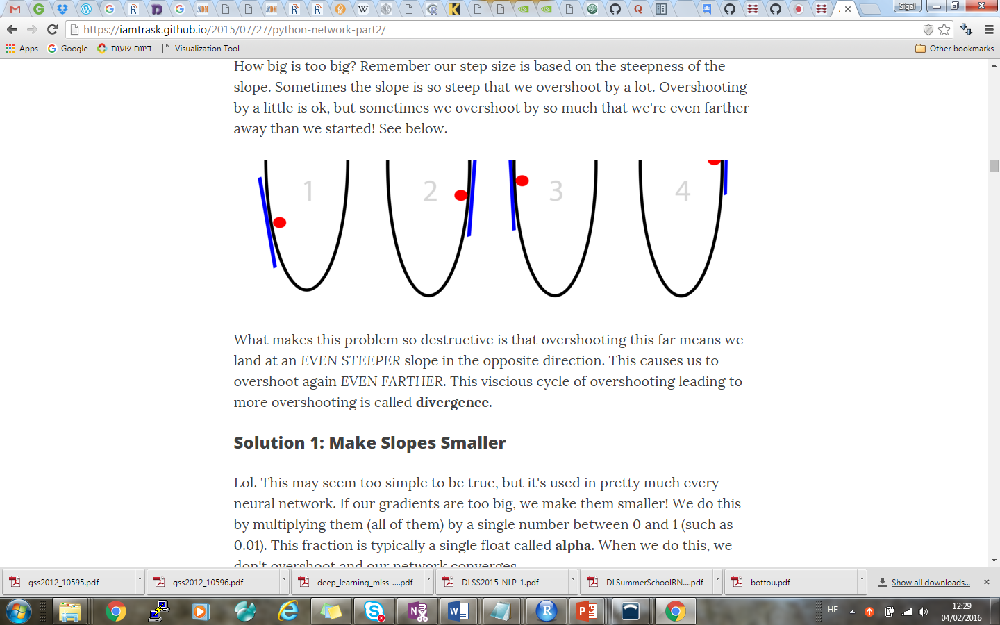 Sigal
https://iamtrask.github.io/2015/07/27/python-network-part2/
Apps Google דיווח שעות Visualization Tool Other bookmarks
How big is too big? Remember our step size is based on the steepness of the
slope. Sometimes the slope is so steep that we overshoot by a lot. Overshooting
by a little is ok, but sometimes we overshoot by so much that we're even farther
away than we started! See below.
1 2 3 4
What makes this problem so destructive is that overshooting this far means we
land at an EVEN STEEPER slope in the opposite direction. This causes us to
overshoot again EVEN FARTHER. This viscious cycle of overshooting leading to
more overshooting is called divergence.
Solution 1: Make Slopes Smaller
Lol. This may seem too simple to be true, but it's used in pretty much every
neural network. If our gradients are too big, we make them smaller! We do this
by multiplying them (all of them) by a single number between 0 and 1 (such as
0.01). This fraction is typically a single float called alpha. When we do this, we
don't overshoot and our network converges.
gss2012_10595.pdf gss2012_10596.pdf deep_learning_mlss-....pdf DLSS2015-NLP-1.pdf DLSummerSchoolRN....pdf bottou.pdf Show all downloads...
HE 12:29
04/02/2016